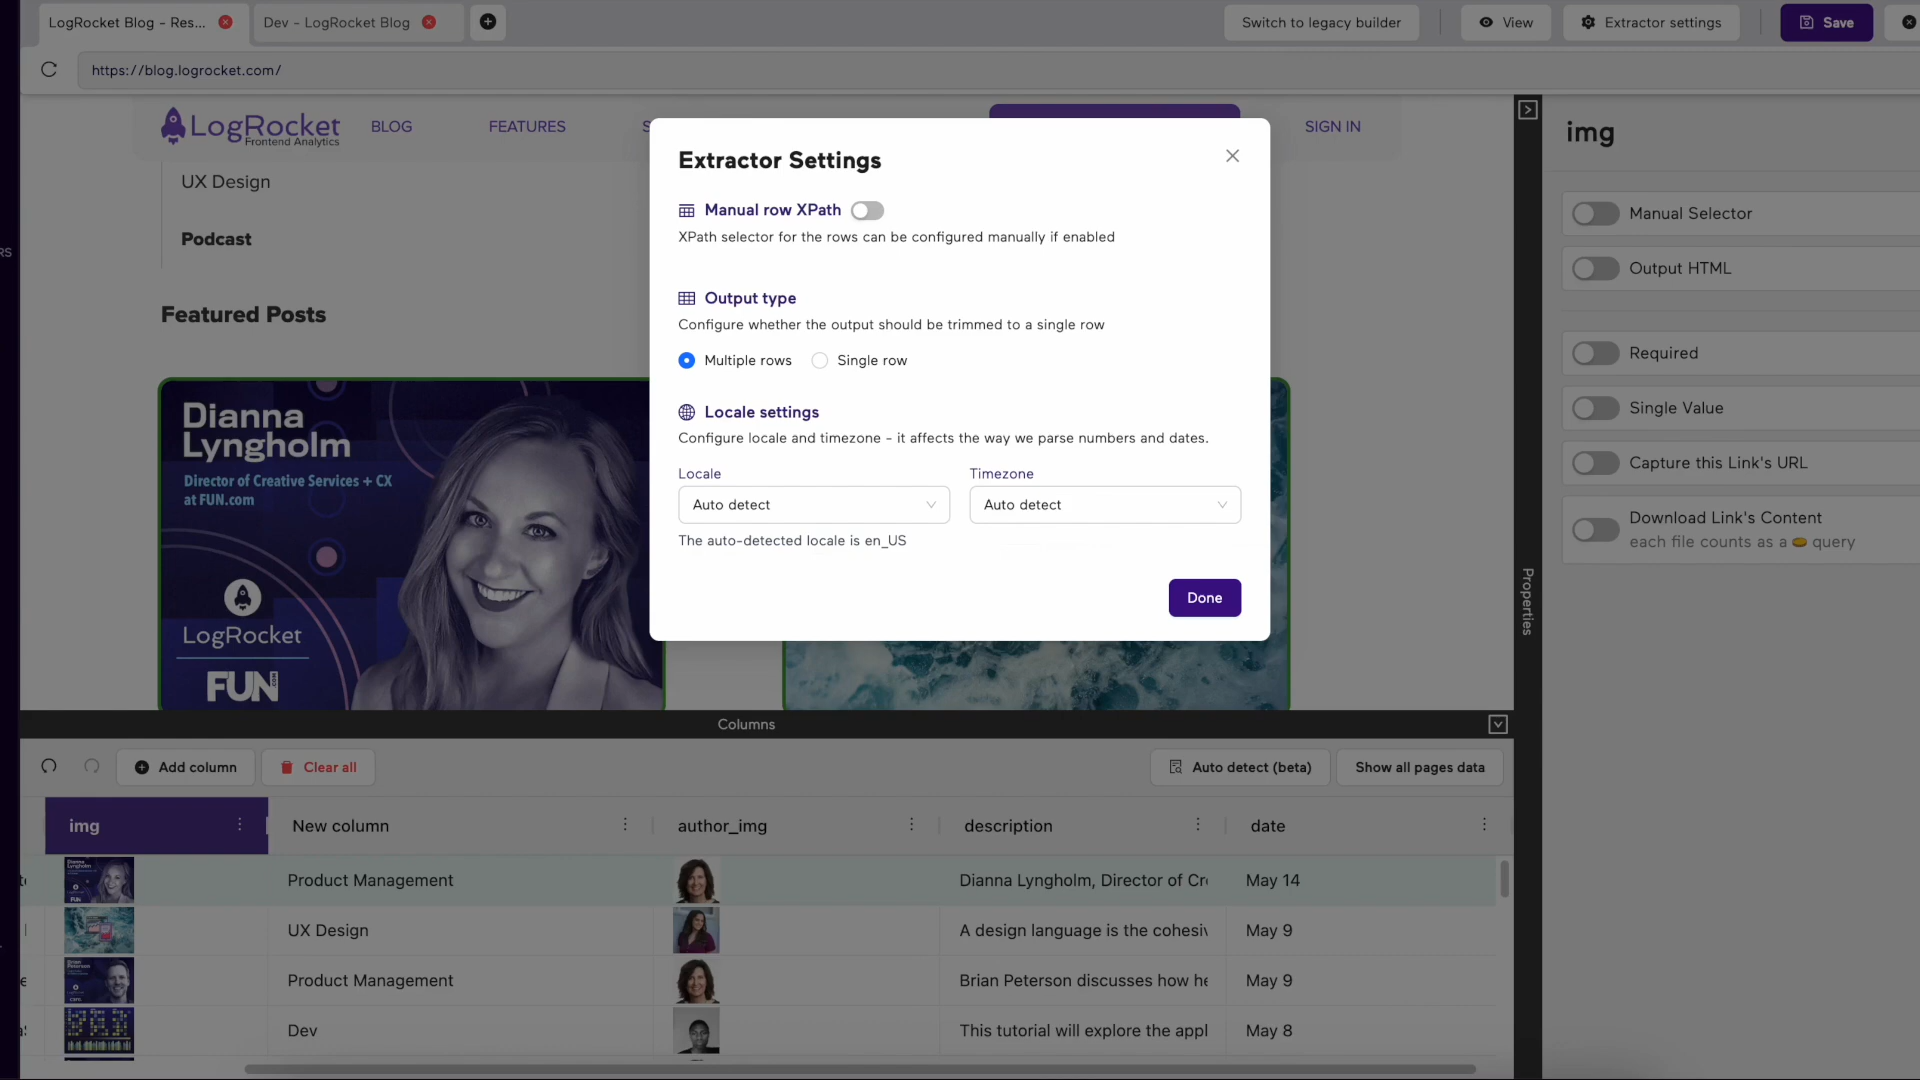 LogRocket Blog - Res...
Dev - LogRocket Blog
Switch to legacy builder
View
Extractor settings
Save
https://blog.logrocket.com/
LogRocket
Frontend Analytics
BLOG
FEATURES
S
SIGN IN
UX Design
Podcast
Featured Posts
Dianna
Lyngholm
Director of Creative Services + CX
at FUN.com
LogRocket
FUN.com
RS
Extractor Settings
Manual row XPath
XPath selector for the rows can be configured manually if enabled
Output type
Configure whether the output should be trimmed to a single row
Multiple rows
Single row
Locale settings
Configure locale and timezone - it affects the way we parse numbers and dates.
Locale
Timezone
Auto detect
Auto detect
The auto-detected locale is en_US
Done
img
Manual Selector
Output HTML
Required
Single Value
Capture this Link's URL
Download Link's Content
each file counts as a query
Properties
Columns
Add column
Clear all
Auto detect (beta)
Show all pages data
img
New column
author_img
description
date
Product Management
Dianna Lyngholm, Director of Cr
May 14
UX Design
A design language is the cohesiv
May 9
Product Management
Brian Peterson discusses how he
May 9
Dev
This tutorial will explore the appl
May 8